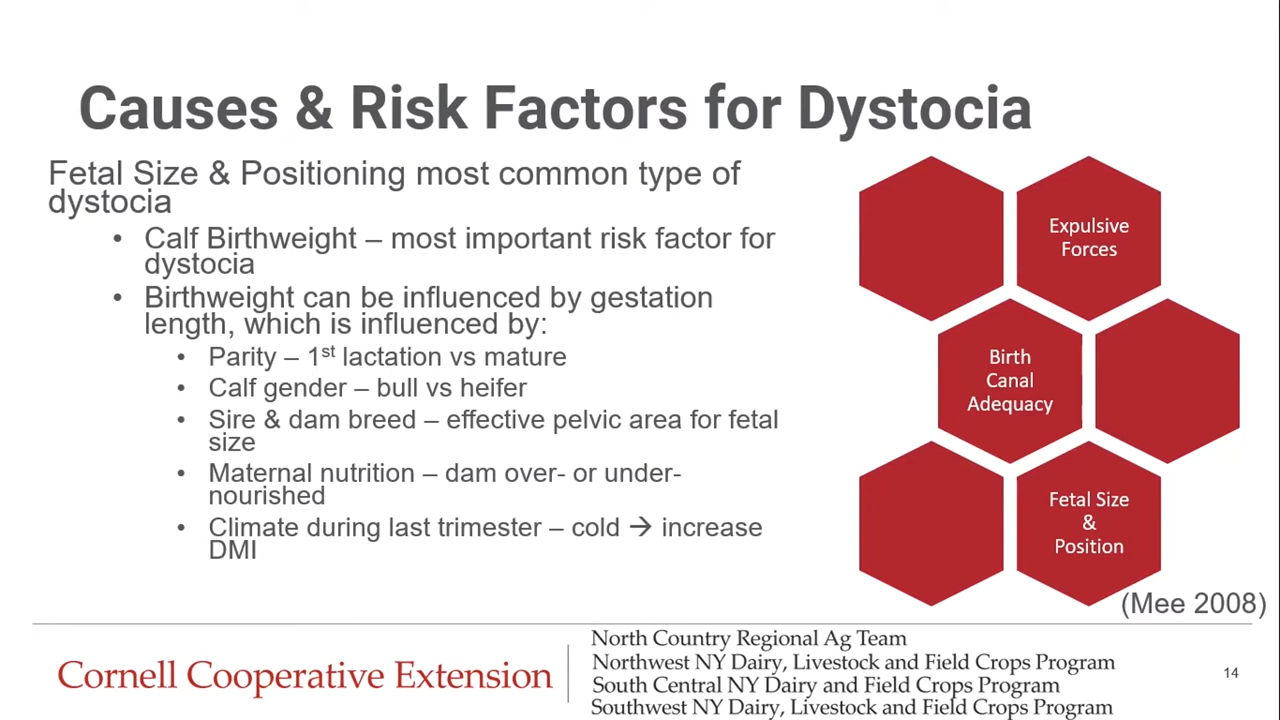 Causes & Risk Factors for Dystocia
Fetal Size & Positioning most common type of
dystocia
• Calf Birthweight – most important risk factor for
dystocia
• Birthweight can be influenced by gestation
length, which is influenced by:
• Parity – 1st lactation vs mature
• Calf gender – bull vs heifer
• Sire & dam breed – effective pelvic area for fetal
size
• Maternal nutrition – dam over- or under-
nourished
• Climate during last trimester – cold → increase
DMI
Expulsive
Forces
Birth
Canal
Adequacy
Fetal Size
&
Position
(Mee 2008)
Cornell Cooperative Extension
North Country Regional Ag Team
Northwest NY Dairy, Livestock and Field Crops Program
South Central NY Dairy and Field Crops Program
Southwest NY Dairy, Livestock and Field Crops Program
14